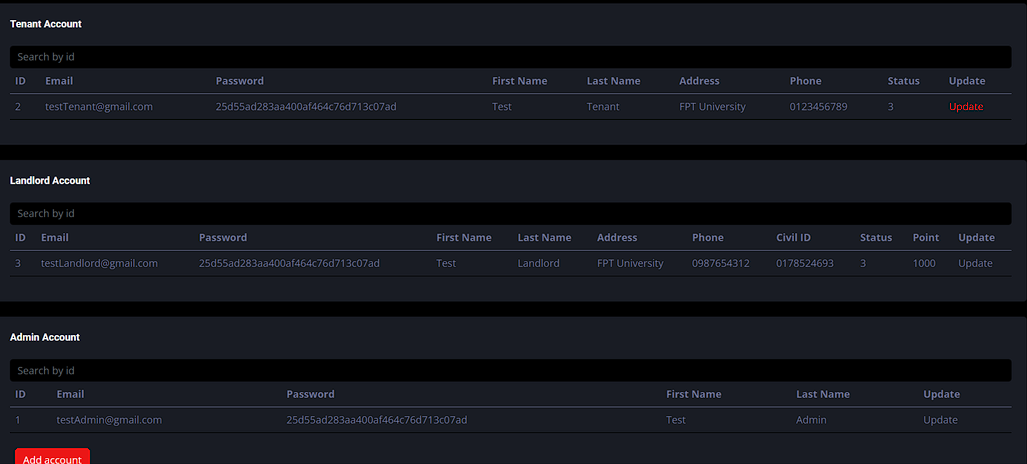 Tenant Account
Search by id
ID Email Password First Name Last Name Address Phone Status Update
2 testTenant@gmail.com 25d55ad283aa400af464c76d713c07ad Test Tenant FPT University 0123456789 3 Update
Landlord Account
Search by id
ID Email Password First Name Last Name Address Phone Civil ID Status Point Update
3 testLandlord@gmail.com 25d55ad283aa400af464c76d713c07ad Test Landlord FPT University 0987654312 0178524693 3 1000 Update
Admin Account
Search by id
ID Email Password First Name Last Name Update
1 testAdmin@gmail.com 25d55ad283aa400af464c76d713c07ad Test Admin Update
Add account